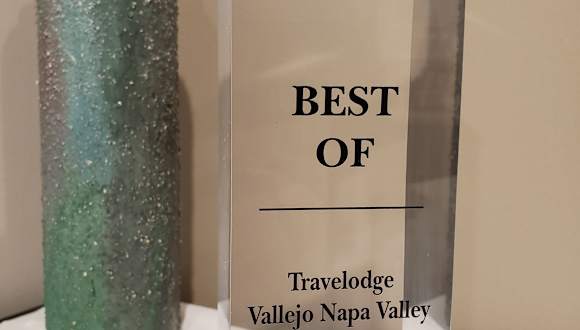 BEST
OF
Travelodge
Vallejo Napa Valley